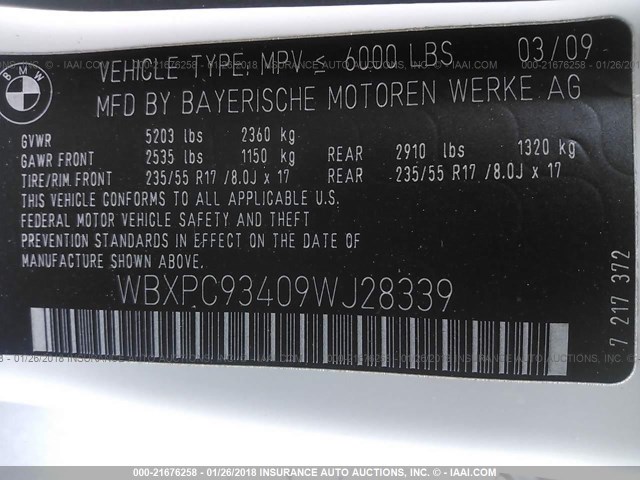 BMW
VEHICLE TYPE: MPV ≤ 6000 LBS 03/09
MFD BY BAYERISCHE MOTOREN WERKE AG
GVWR 5203 lbs 2360 kg
GAWR FRONT 2535 lbs 1150 kg REAR 2910 lbs 1320 kg
TIRE/RIM FRONT 235/55 R17 /8.0J x 17 REAR 235/55 R17 /8.0J x 17
THIS VEHICLE CONFORMS TO ALL APPLICABLE U.S.
FEDERAL MOTOR VEHICLE SAFETY AND THEFT
PREVENTION STANDARDS IN EFFECT ON THE DATE OF
MANUFACTURE SHOWN ABOVE.
WBXPC93409WJ28339
7 217 372
000-21676258 - 01/26/2018 INSURANCE AUTO AUCTIONS © - IAAI.COM